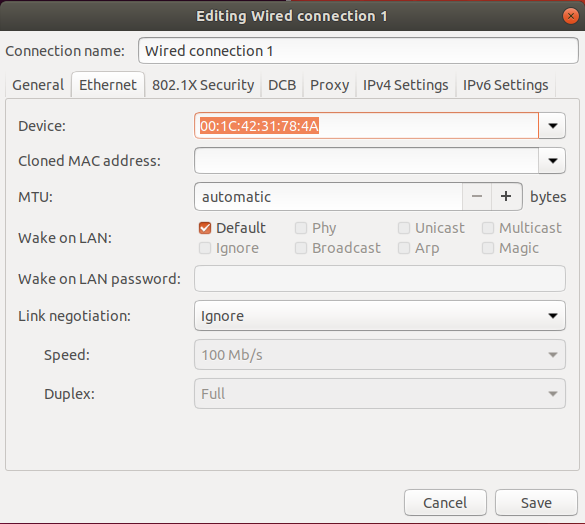 Editing Wired connection 1
Connection name: Wired connection 1
General Ethernet 802.1X Security DCB Proxy IPv4 Settings IPv6 Settings
Device: 00:1C:42:31:78:4A
Cloned MAC address:
MTU: automatic − + bytes
Wake on LAN: Default Phy Unicast Multicast
Ignore Broadcast Arp Magic
Wake on LAN password:
Link negotiation: Ignore
Speed: 100 Mb/s
Duplex: Full
Cancel Save